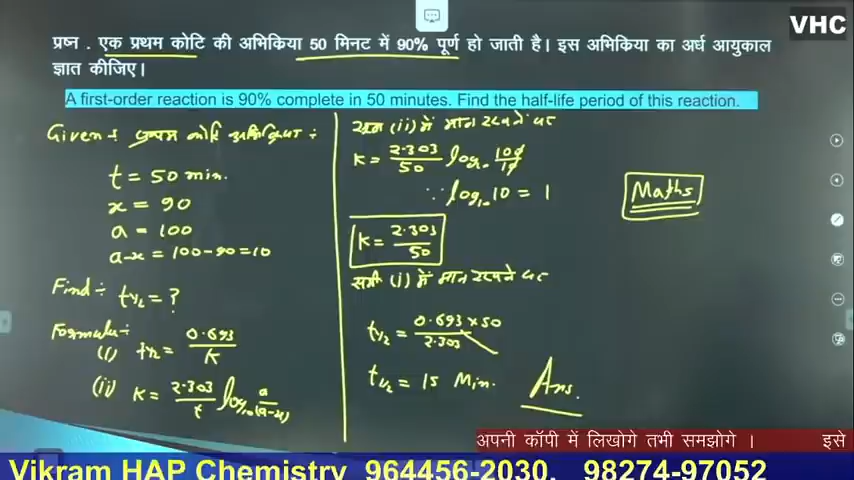 VHC
प्रश्न . एक प्रथम कोटि की अभिकिया 50 मिनट में 90% पूर्ण हो जाती है। इस अभिकिया का अर्ध आयुकाल
ज्ञात कीजिए।
A first-order reaction is 90% complete in 50 minutes. Find the half-life period of this reaction.
Given :- प्रथम कोटि अभिक्रिया :-
t = 50 min.
x = 90
a = 100
a-x = 100-90=10
Find :- t1/2 = ?
Formula :-
(i) t1/2 = 0.693/K
(ii) K = 2.303/t log10 a/(a-x)
सूत्र (ii) में मान रखने पर
K = 2.303/50 log10 100/10
∵ log10 10 = 1
K = 2.303/50
समी (i) में मान रखने पर
t1/2 = 0.693 × 50/2.303
t1/2 = 15 Min.
Ans.
Maths
अपनी कॉपी में लिखोगे तभी समझोगे । इसे
Vikram HAP Chemistry 964456-2030, 98274-97052